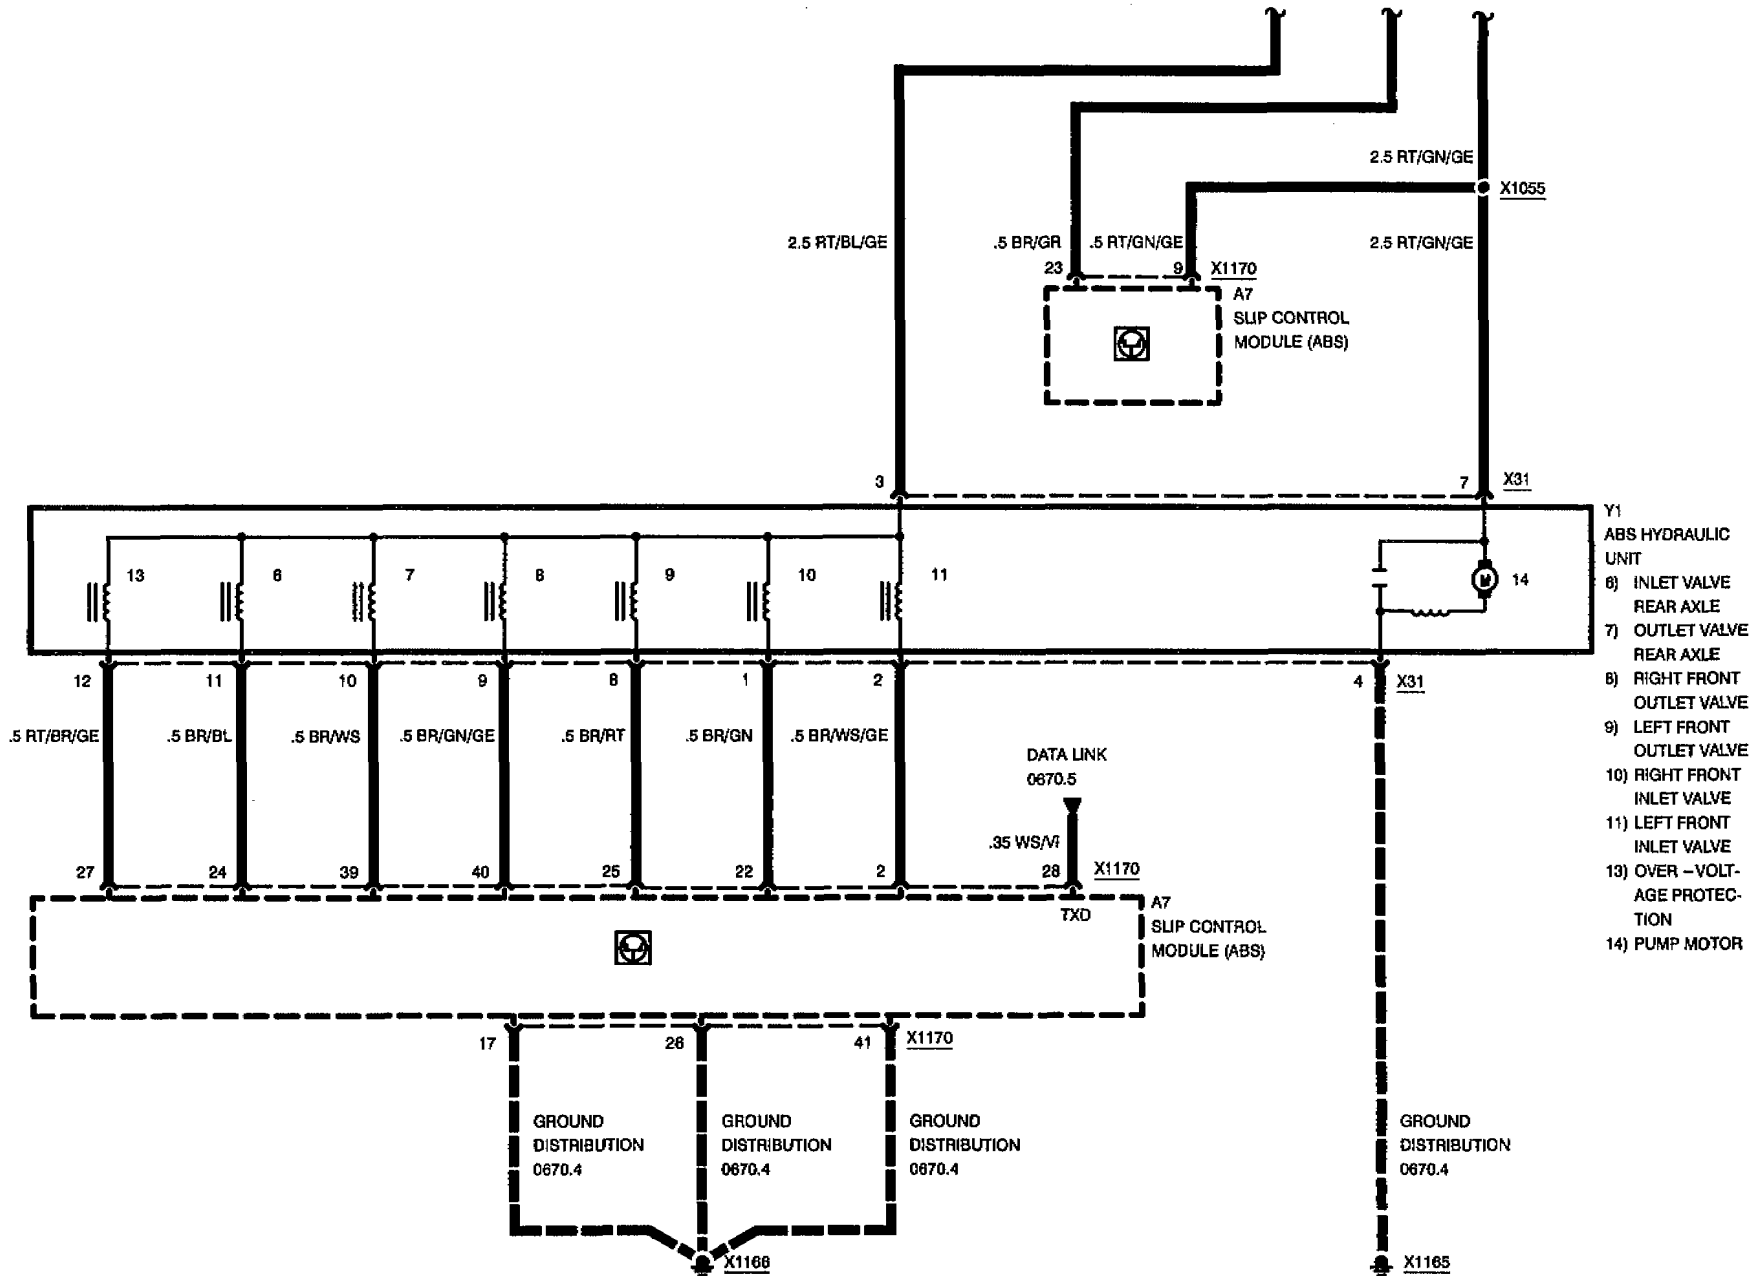 2.5 RT/GN/GE
X1055
2.5 RT/BL/GE
.5 BR/GR
.5 RT/GN/GE
2.5 RT/GN/GE
23
9
X1170
A7
SLIP CONTROL
MODULE (ABS)
3
7
X31
Y1
ABS HYDRAULIC
UNIT
6) INLET VALVE
REAR AXLE
7) OUTLET VALVE
REAR AXLE
8) RIGHT FRONT
OUTLET VALVE
9) LEFT FRONT
OUTLET VALVE
10) RIGHT FRONT
INLET VALVE
11) LEFT FRONT
INLET VALVE
13) OVER –VOLT-
AGE PROTEC-
TION
14) PUMP MOTOR
13
6
7
8
9
10
11
M
14
12
11
10
9
8
1
2
4
X31
.5 RT/BR/GE
.5 BR/BL
.5 BR/WS
.5 BR/GN/GE
.5 BR/RT
.5 BR/GN
.5 BR/WS/GE
DATA LINK
0670.5
.35 WS/VI
27
24
39
40
25
22
2
28
X1170
TXD
A7
SLIP CONTROL
MODULE (ABS)
17
26
41
X1170
GROUND
DISTRIBUTION
0670.4
GROUND
DISTRIBUTION
0670.4
GROUND
DISTRIBUTION
0670.4
GROUND
DISTRIBUTION
0670.4
X1166
X1165